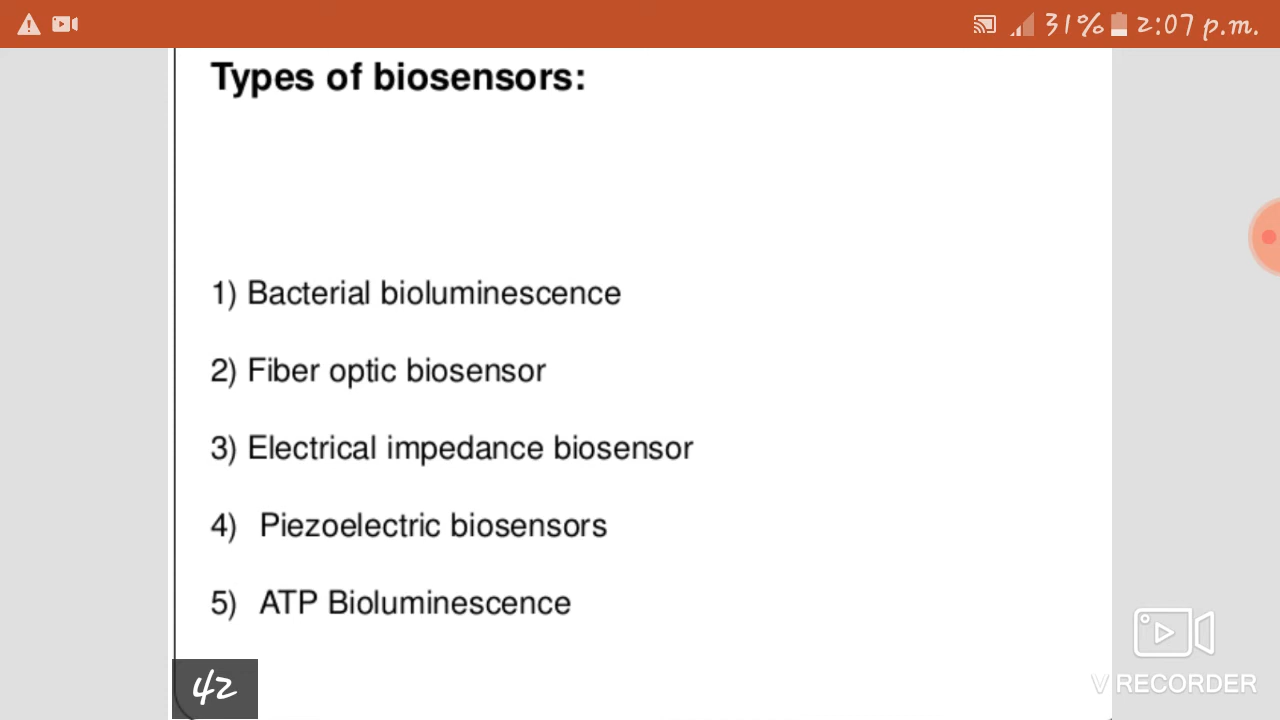 31% 2:07 p.m.
Types of biosensors:
1) Bacterial bioluminescence
2) Fiber optic biosensor
3) Electrical impedance biosensor
4) Piezoelectric biosensors
5) ATP Bioluminescence
42
V RECORDER